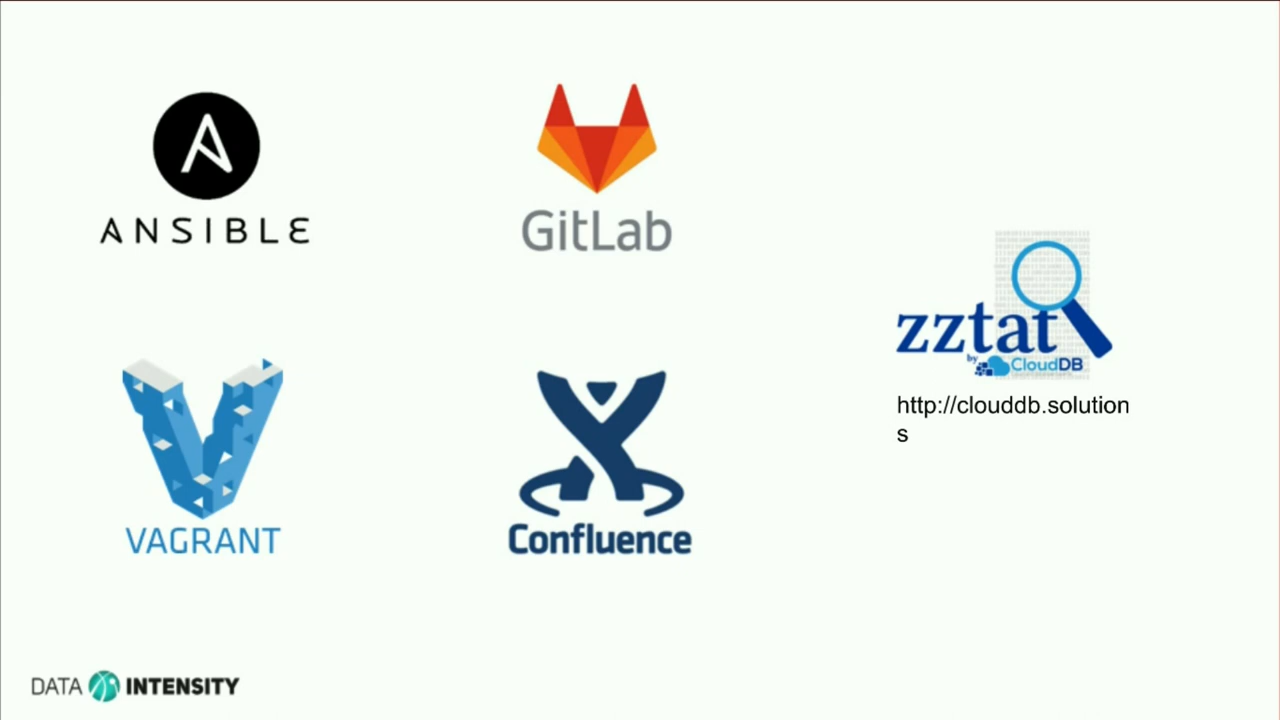 ANSIBLE
GitLab
zztat
by CloudDB
http://clouddb.solution
s
VAGRANT
Confluence
DATA INTENSITY